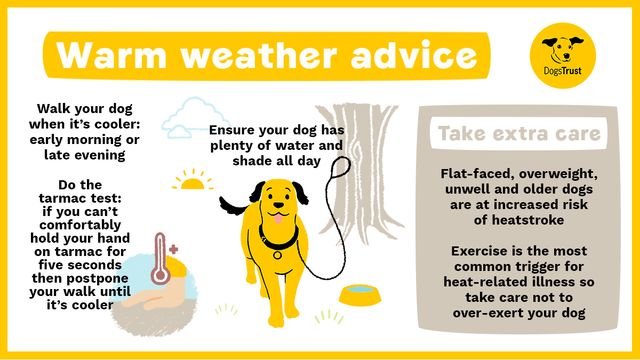 Warm weather advice
DogsTrust
Walk your dog
when it's cooler:
early morning or
late evening
Do the
tarmac test:
if you can't
comfortably
hold your hand
on tarmac for
five seconds
then postpone
your walk until
it's cooler
Ensure your dog has
plenty of water and
shade all day
Take extra care
Flat-faced, overweight,
unwell and older dogs
are at increased risk
of heatstroke
Exercise is the most
common trigger for
heat-related illness so
take care not to
over-exert your dog